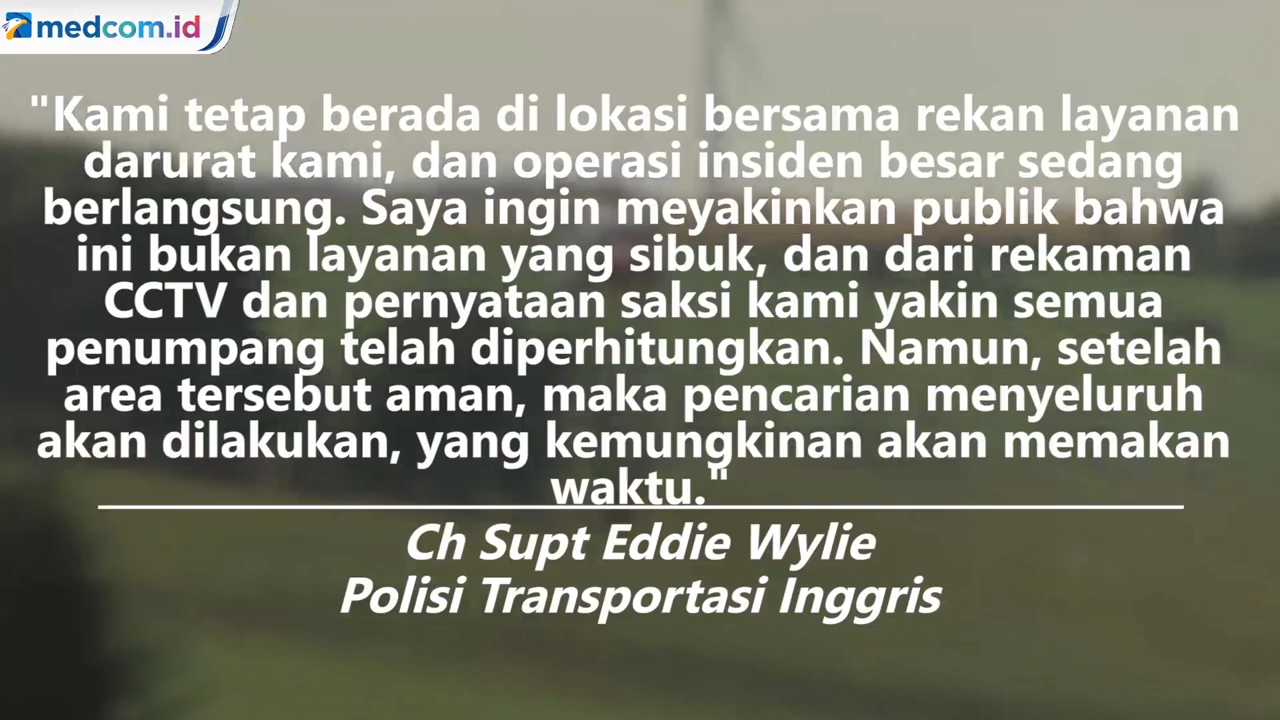 medcom.id
"Kami tetap berada di lokasi bersama rekan layanan
darurat kami, dan operasi insiden besar sedang
berlangsung. Saya ingin meyakinkan publik bahwa
ini bukan layanan yang sibuk, dan dari rekaman
CCTV dan pernyataan saksi kami yakin semua
penumpang telah diperhitungkan. Namun, setelah
area tersebut aman, maka pencarian menyeluruh
akan dilakukan, yang kemungkinan akan memakan
waktu."
Ch Supt Eddie Wylie
Polisi Transportasi Inggris